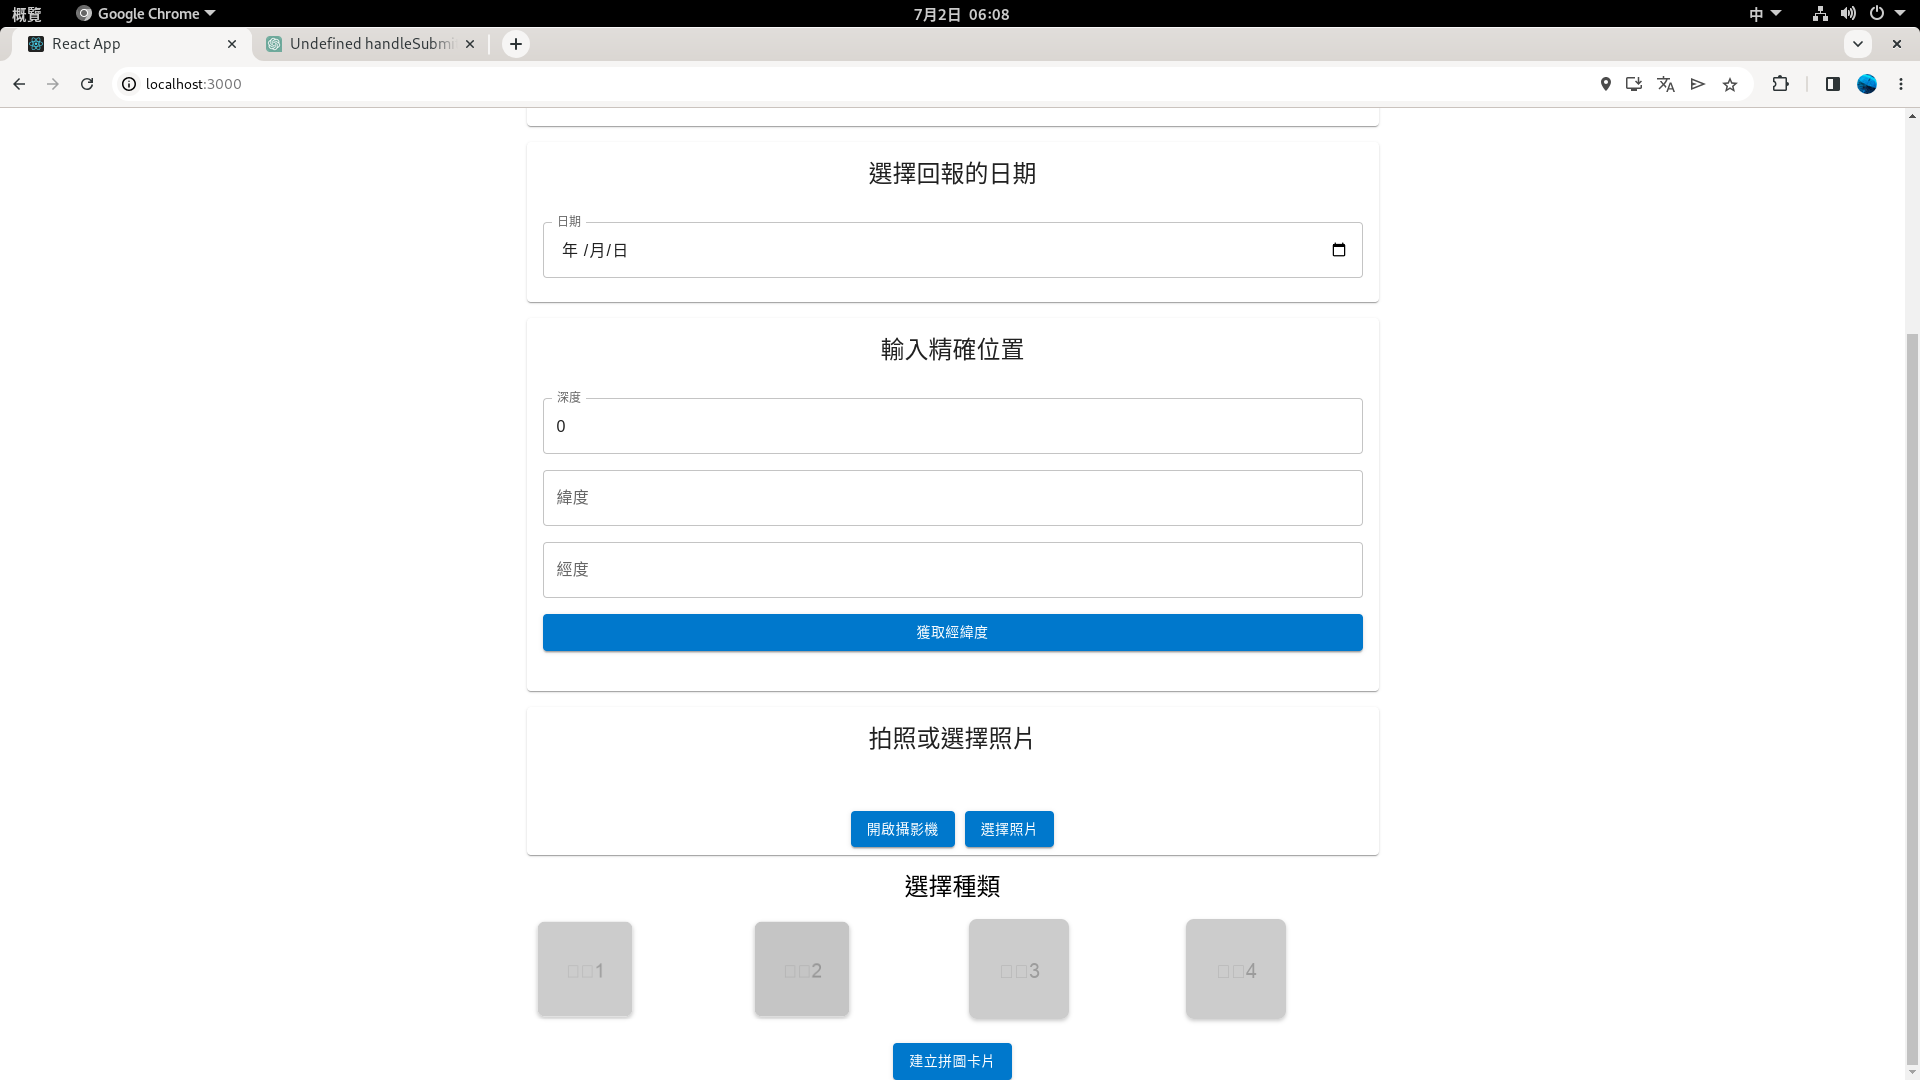 概覽 Google Chrome 7月2日 06:08 中
React App Undefined handleSubmi
localhost:3000
選擇回報的日期
日期
年 /月/日
輸入精確位置
深度
0
緯度
經度
獲取經緯度
拍照或選擇照片
開啟攝影機 選擇照片
選擇種類
□□1 □□2 □□3 □□4
建立拼圖卡片